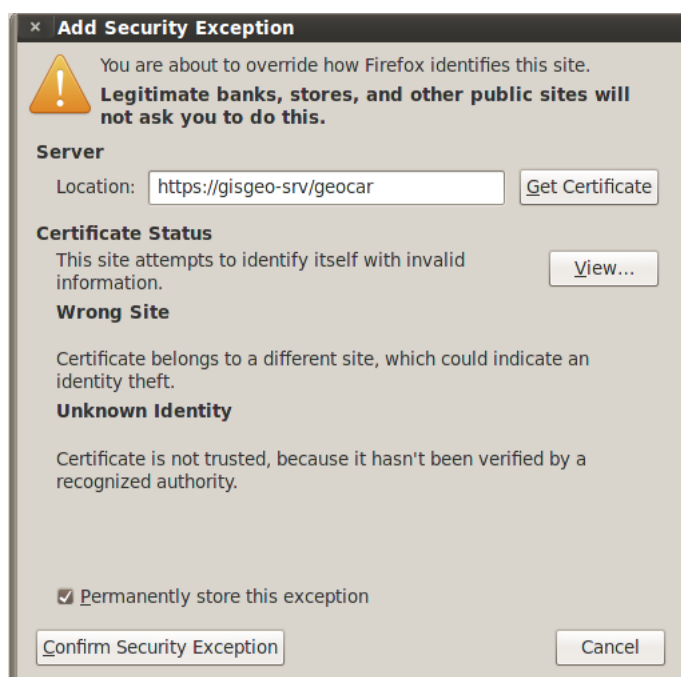 Add Security Exception
You are about to override how Firefox identifies this site.
Legitimate banks, stores, and other public sites will
not ask you to do this.
Server
Location: https://gisgeo-srv/geocar Get Certificate
Certificate Status
This site attempts to identify itself with invalid
information.
View...
Wrong Site
Certificate belongs to a different site, which could indicate an
identity theft.
Unknown Identity
Certificate is not trusted, because it hasn't been verified by a
recognized authority.
Permanently store this exception
Confirm Security Exception Cancel